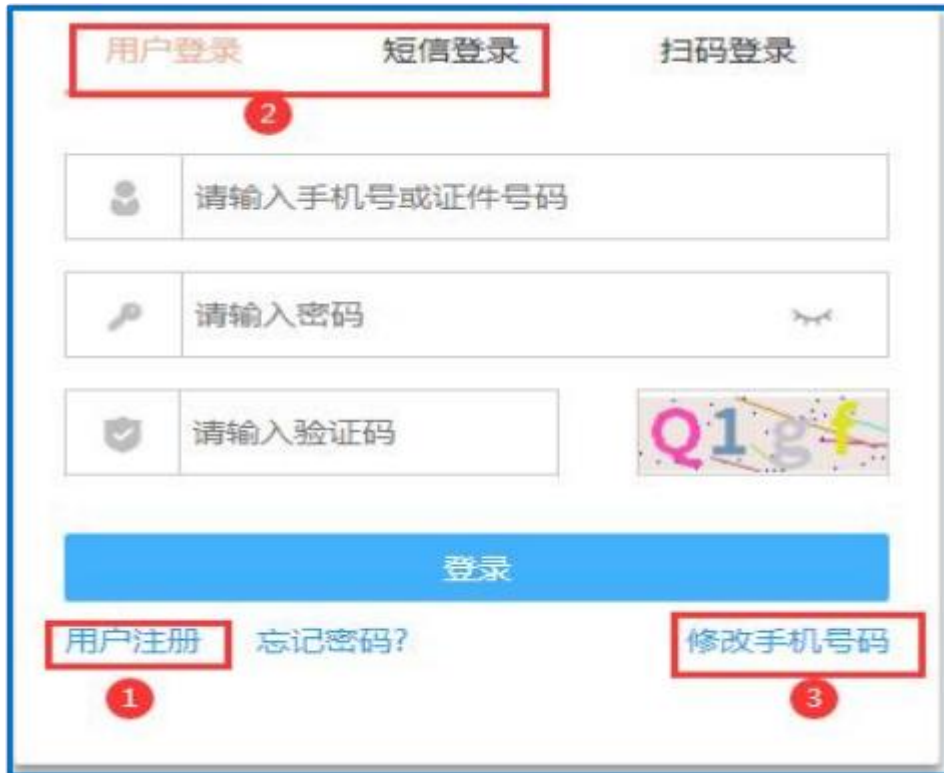 用户登录 短信登录 扫码登录
2
请输入手机号或证件号码
请输入密码
请输入验证码 Q1gf
登录
用户注册 忘记密码? 修改手机号码
1 3